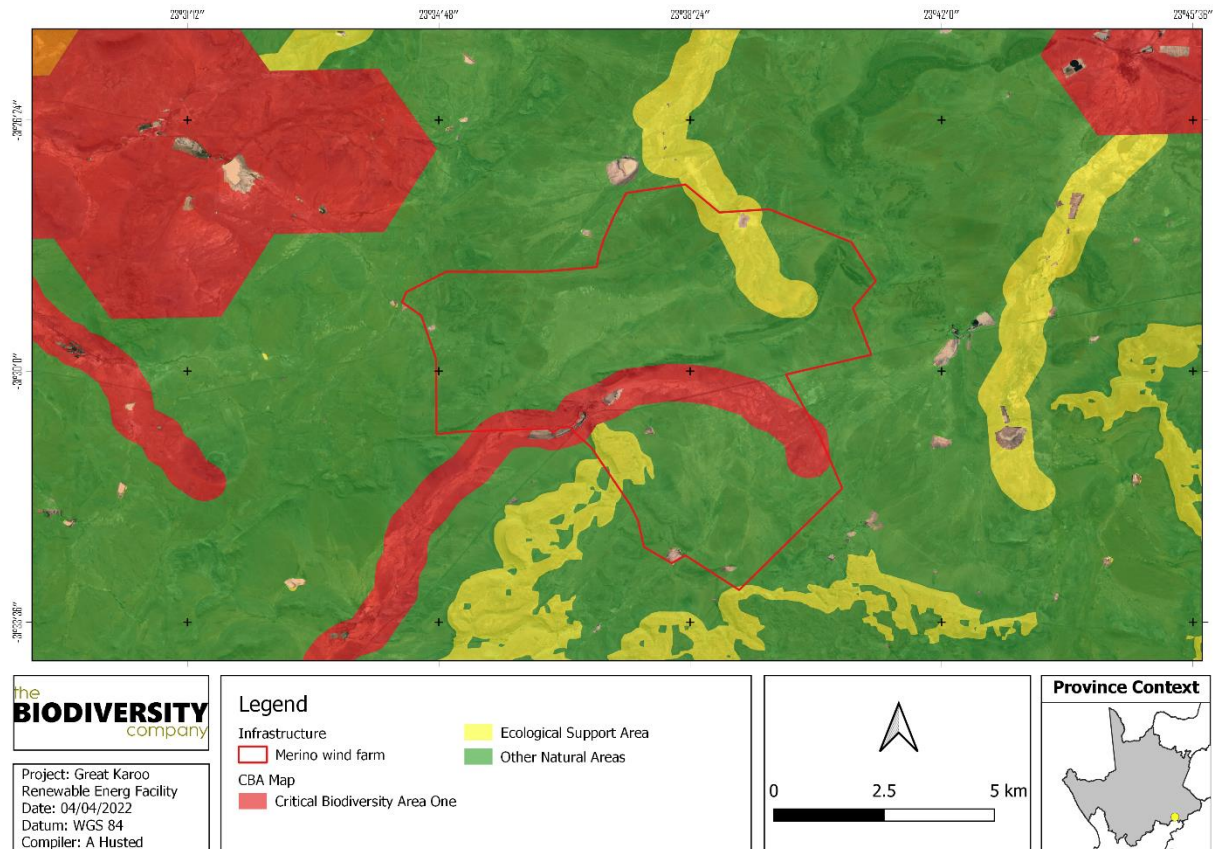 23°31'12"
23°34'48"
23°38'24"
23°42'0"
23°45'36"
-31°26'24"
-31°30'0"
-31°33'36"
the
BIODIVERSITY
company
Project: Great Karoo
Renewable Energ Facility
Date: 04/04/2022
Datum: WGS 84
Compiler: A Husted
Legend
Infrastructure
Merino wind farm
CBA Map
Critical Biodiversity Area One
Ecological Support Area
Other Natural Areas
0
2.5
5 km
Province Context